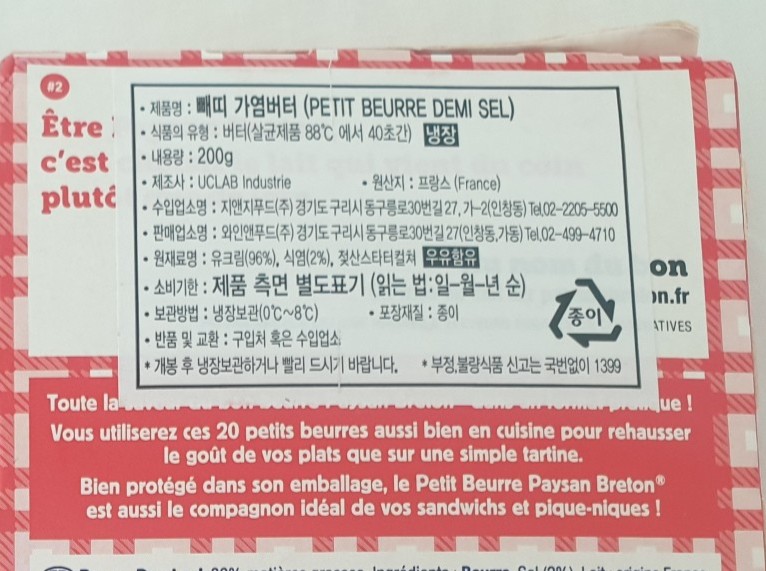 #2
Être
c'est
plutô
• 제품명 : 빼띠 가염버터 (PETIT BEURRE DEMI SEL)
• 식품의 유형 : 버터(살균제품 88℃ 에서 40초간) 냉장
• 내용량 : 200g
• 제조사 : UCLAB Industrie • 원산지 : 프랑스 (France)
• 수입업소명 : 지앤지푸드(주) 경기도 구리시 동구릉로30번길 27, 가-2(인창동) Tel.02-2205-5500
• 판매업소명 : 와인앤푸드(주) 경기도 구리시 동구릉로30번길 27(인창동,가동) Tel.02-499-4710
• 원재료명 : 유크림(96%), 식염(2%), 젖산스타터컬쳐 우유함유
• 소비기한 : 제품 측면 별도표기 (읽는 법:일-월-년 순)
• 보관방법 : 냉장보관(0℃~8℃) • 포장재질 : 종이
• 반품 및 교환 : 구입처 혹은 수입업소
* 개봉 후 냉장보관하거나 빨리 드시기 바랍니다. * 부정,불량식품 신고는 국번없이 1399
종이
on
on.fr
ATIVES
Toute la
que !
Vous utiliserez ces 20 petits beurres aussi bien en cuisine pour rehausser
le goût de vos plats que sur une simple tartine.
Bien protégé dans son emballage, le Petit Beurre Paysan Breton®
est aussi le compagnon idéal de vos sandwichs et pique-niques !